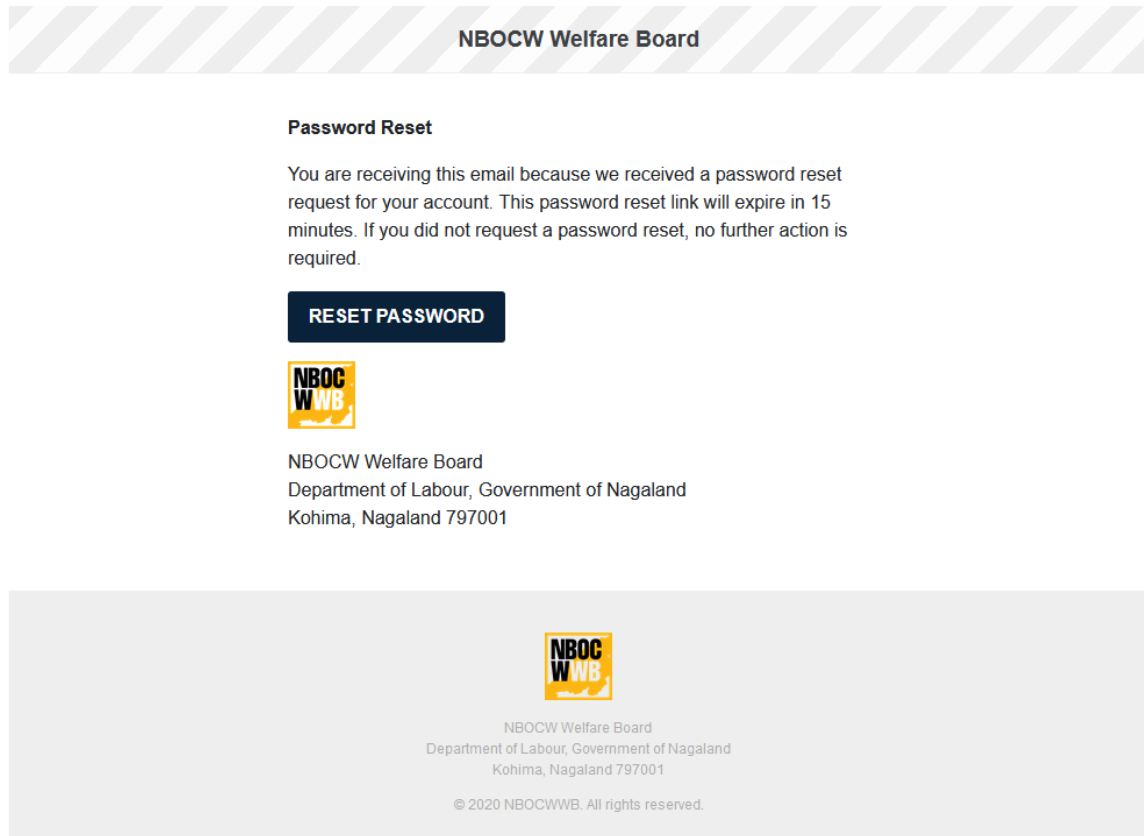 NBOCW Welfare Board
Password Reset
You are receiving this email because we received a password reset
request for your account. This password reset link will expire in 15
minutes. If you did not request a password reset, no further action is
required.
RESET PASSWORD
NBOC
WWB
NBOCW Welfare Board
Department of Labour, Government of Nagaland
Kohima, Nagaland 797001
NBOC
WWB
NBOCW Welfare Board
Department of Labour, Government of Nagaland
Kohima, Nagaland 797001
© 2020 NBOCWWB. All rights reserved.